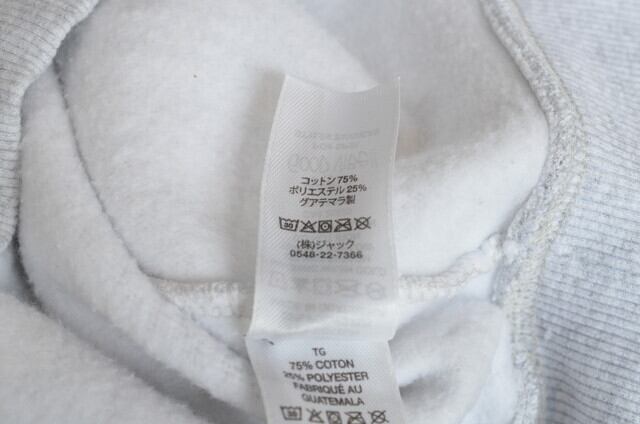 コットン 75%
ポリエステル 25%
グアテマラ製
(株)ジャック
0548-22-7366
TG
75% COTON
25% POLYESTER
FABRIQUÉ AU
GUATEMALA